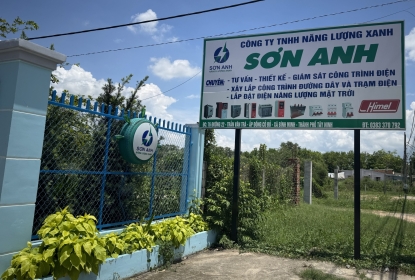 SƠN ANH
CÔNG TY TNHH NĂNG LƯỢNG XANH
SƠN ANH
- TƯ VẤN - THIẾT KẾ - GIÁM SÁT CÔNG TRÌNH ĐIỆN
- XÂY LẮP CÔNG TRÌNH ĐƯỜNG DÂY VÀ TRẠM ĐIỆN
- LẮP ĐẶT ĐIỆN NĂNG LƯỢNG MẶT TRỜI
Himel
SƠN ANH